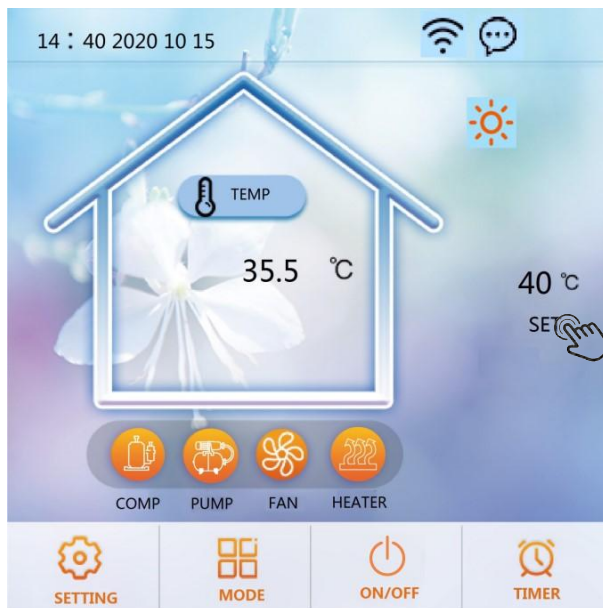 14：40 2020 10 15
TEMP
35.5 ℃
40 ℃
SET
COMP PUMP FAN HEATER
SETTING MODE ON/OFF TIMER